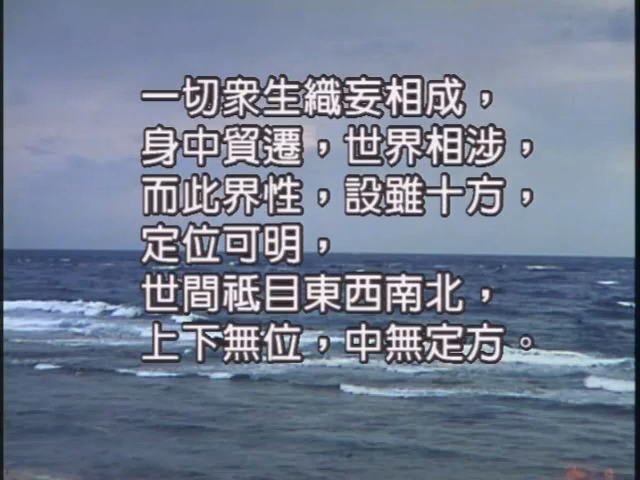 一切衆生織妄相成，
身中貿遷，世界相涉，
而此界性，設雖十方，
定位可明，
世間祗目東西南北，
上下無位，中無定方。